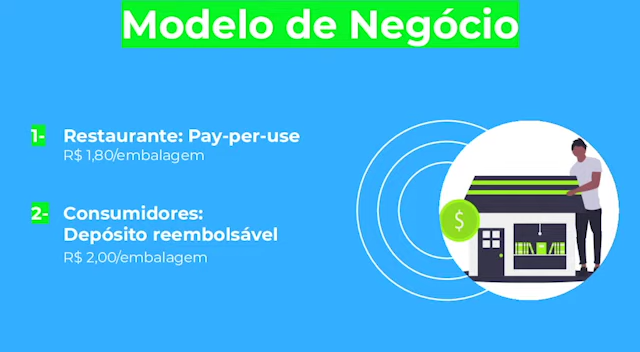 Modelo de Negócio
1- Restaurante: Pay-per-use
R$ 1,80/embalagem
2- Consumidores:
Depósito reembolsável
R$ 2,00/embalagem
$